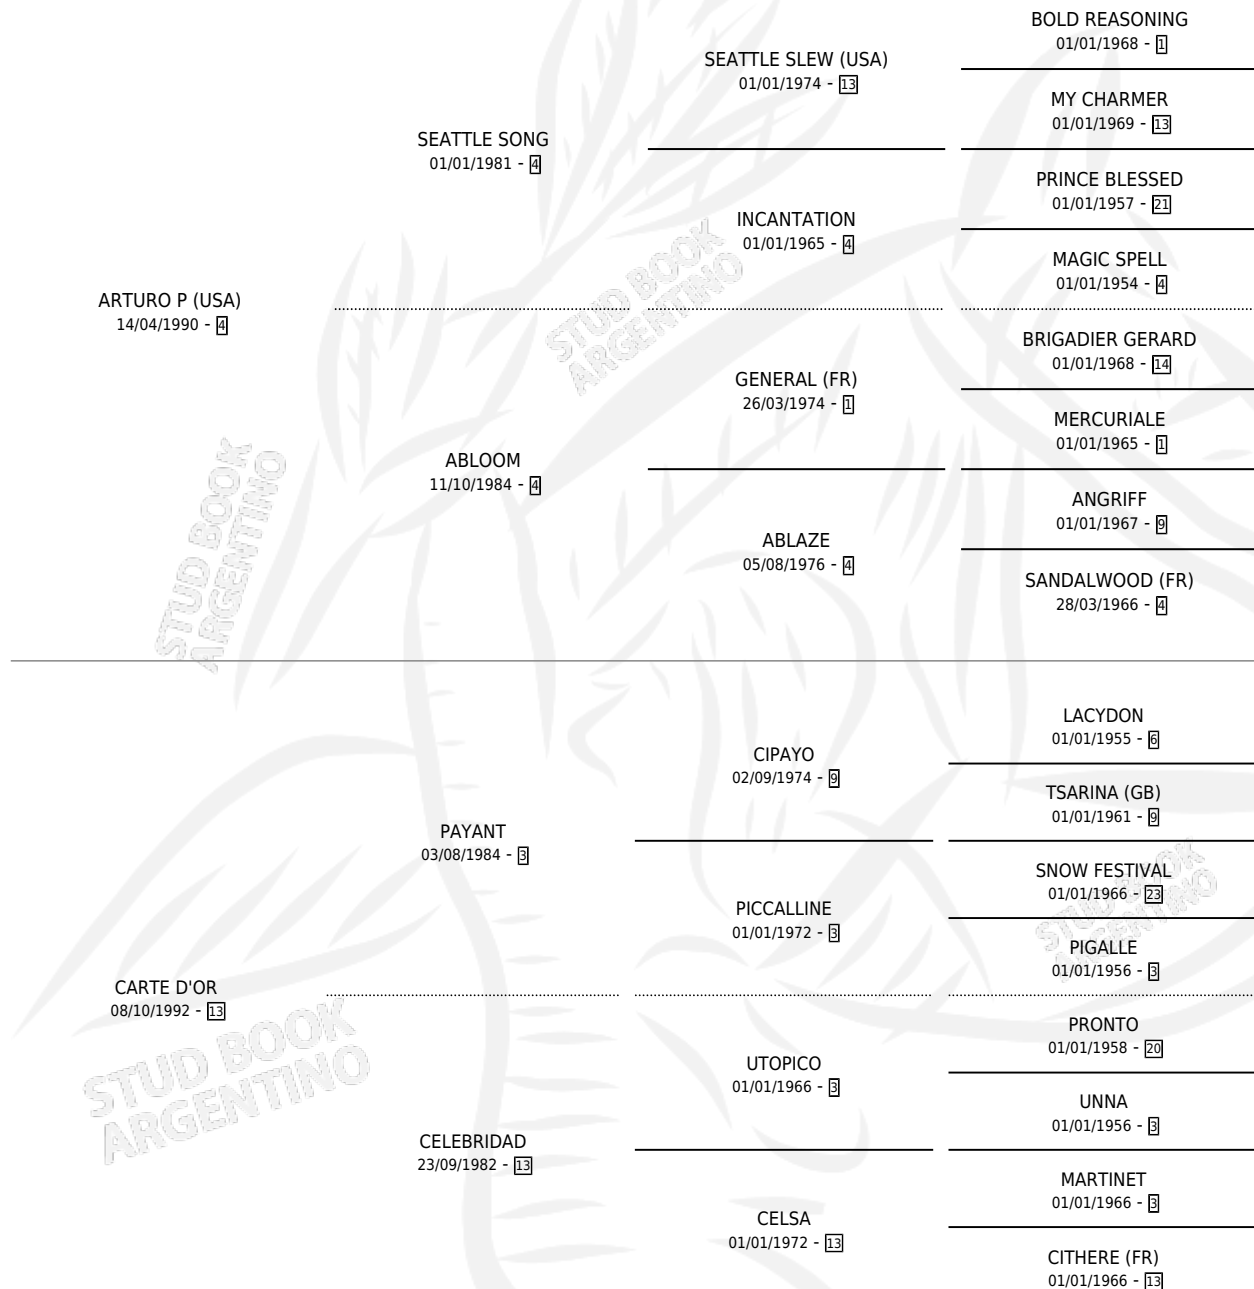 BOLD REASONING
01/01/1968 - 1
SEATTLE SLEW (USA)
01/01/1974 - 13
MY CHARMER
01/01/1969 - 13
SEATTLE SONG
01/01/1981 - 4
PRINCE BLESSED
01/01/1957 - 21
INCANTATION
01/01/1965 - 4
MAGIC SPELL
01/01/1954 - 4
ARTURO P (USA)
14/04/1990 - 4
BRIGADIER GERARD
01/01/1968 - 14
GENERAL (FR)
26/03/1974 - 1
MERCURIALE
01/01/1965 - 1
ABLOOM
11/10/1984 - 4
ANGRIFF
01/01/1967 - 9
ABLAZE
05/08/1976 - 4
SANDALWOOD (FR)
28/03/1966 - 4
LACYDON
01/01/1955 - 6
CIPAYO
02/09/1974 - 9
TSARINA (GB)
01/01/1961 - 9
PAYANT
03/08/1984 - 3
SNOW FESTIVAL
01/01/1966 - 23
PICCALLINE
01/01/1972 - 3
PIGALLE
01/01/1956 - 3
CARTE D'OR
08/10/1992 - 13
PRONTO
01/01/1958 - 20
UTOPICO
01/01/1966 - 3
UNNA
01/01/1956 - 3
CELEBRIDAD
23/09/1982 - 13
MARTINET
01/01/1966 - 3
CELSA
01/01/1972 - 13
CITHERE (FR)
01/01/1966 - 13
STUD BOOK
ARGENTINO
STUD BOOK
ARGENTINO
STUD BOOK
ARGENTINO
STUD BOOK
ARGENTINO